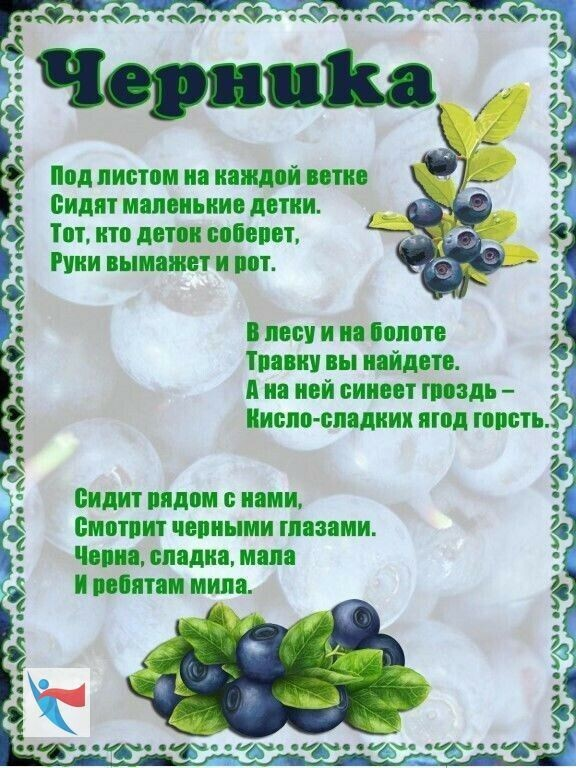 Черника
Под листом на каждой ветке
Сидят маленькие детки.
Тот, кто деток соберет,
Руки вымажет и рот.
В лесу и на болоте
Травку вы найдете.
А на ней синеет гроздь –
Кисло-сладких ягод горсть.
Сидит рядом с нами,
Смотрит черными глазами.
Черна, сладка, мала
И ребятам мила.